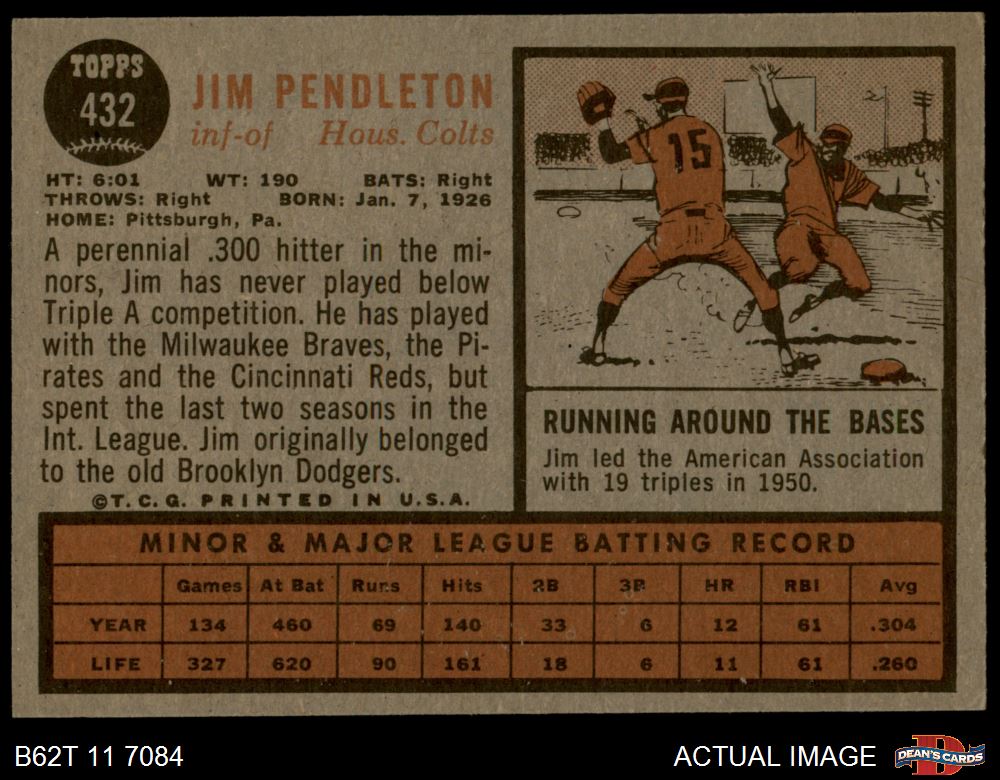 TOPPS
432
JIM PENDLETON
inf-of Hous. Colts
HT: 6:01 WT: 190 BATS: Right
THROWS: Right BORN: Jan. 7, 1926
HOME: Pittsburgh, Pa.
A perennial .300 hitter in the mi-
nors, Jim has never played below
Triple A competition. He has played
with the Milwaukee Braves, the Pi-
rates and the Cincinnati Reds, but
spent the last two seasons in the
Int. League. Jim originally belonged
to the old Brooklyn Dodgers.
©T.C.G. PRINTED IN U.S.A.
15
RUNNING AROUND THE BASES
Jim led the American Association
with 19 triples in 1950.
MINOR & MAJOR LEAGUE BATTING RECORD
Games At Bat Runs Hits 2B 3B HR RBI Avg
YEAR 134 460 69 140 33 6 12 61 .304
LIFE 327 620 90 161 18 6 11 61 .260
B62T 11 7084
ACTUAL IMAGE
D
DEAN'S CARDS